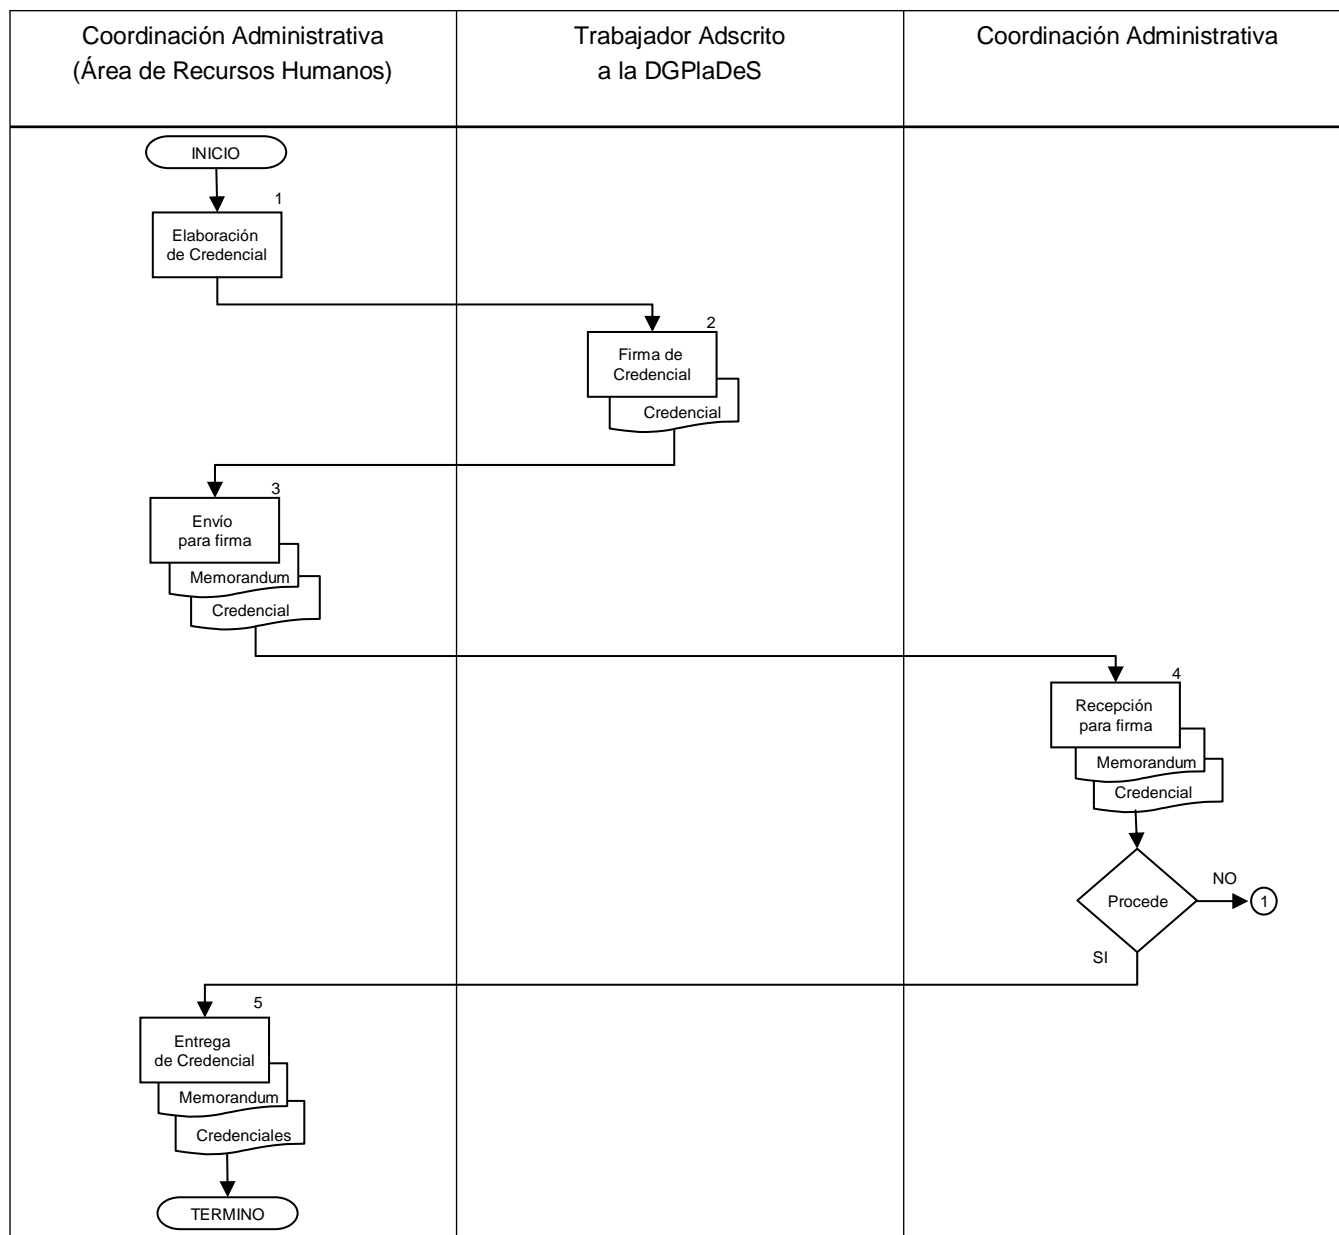 Coordinación Administrativa
(Área de Recursos Humanos)
Trabajador Adscrito
a la DGPlaDeS
Coordinación Administrativa
INICIO
1
Elaboración
de Credencial
2
Firma de
Credencial
Credencial
3
Envío
para firma
Memorandum
Credencial
4
Recepción
para firma
Memorandum
Credencial
Procede
NO
1
SI
5
Entrega
de Credencial
Memorandum
Credenciales
TERMINO